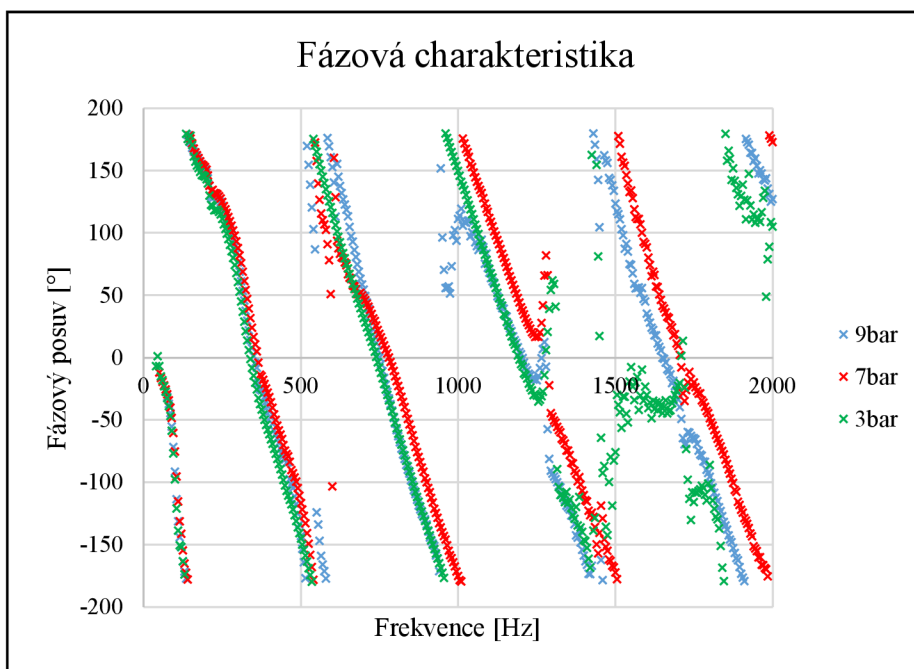 Fázová charakteristika
200
150
100
50
0
-50
-100
-150
-200
Fázový posuv [°]
0 500 1000 1500 2000
Frekvence [Hz]
9bar
7bar
3bar